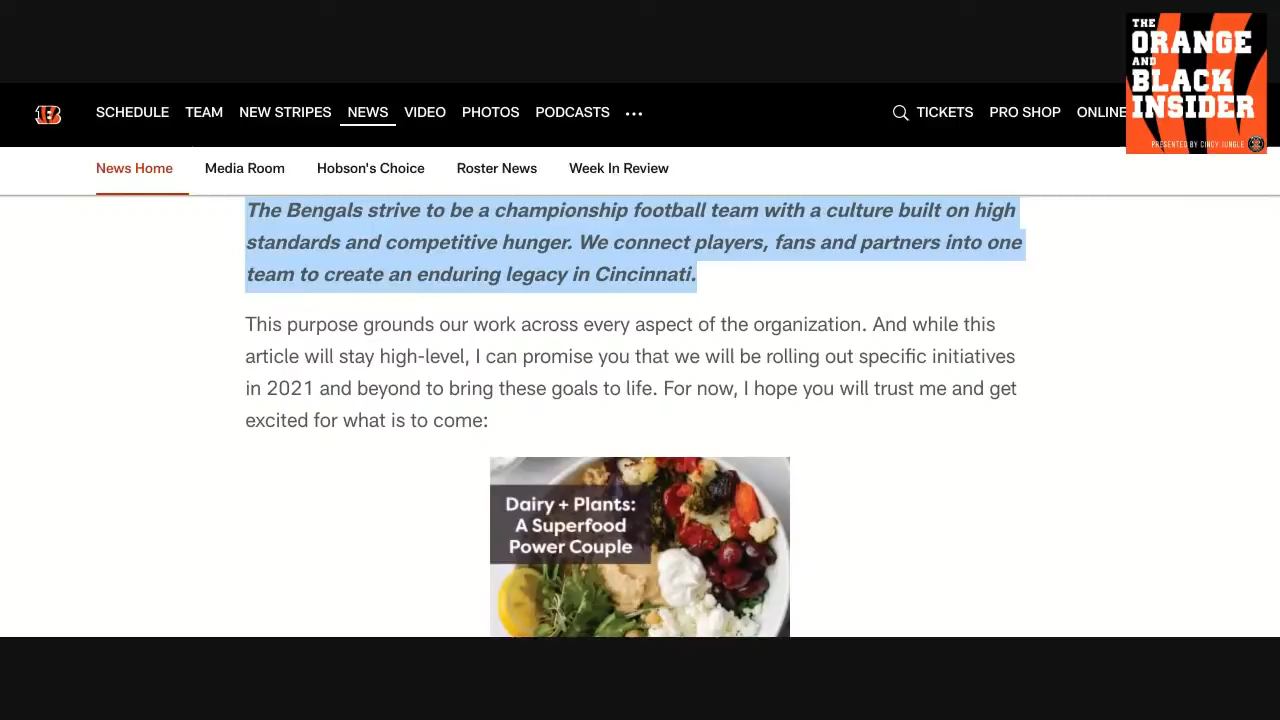 THE
ORANGE
AND
BLACK
INSIDER
PRESENTED BY CINCY JUNGLE
B SCHEDULE TEAM NEW STRIPES NEWS VIDEO PHOTOS PODCASTS ... TICKETS PRO SHOP ONLINE
News Home Media Room Hobson's Choice Roster News Week In Review
The Bengals strive to be a championship football team with a culture built on high
standards and competitive hunger. We connect players, fans and partners into one
team to create an enduring legacy in Cincinnati.
This purpose grounds our work across every aspect of the organization. And while this
article will stay high-level, I can promise you that we will be rolling out specific initiatives
in 2021 and beyond to bring these goals to life. For now, I hope you will trust me and get
excited for what is to come:
Dairy + Plants:
A Superfood
Power Couple